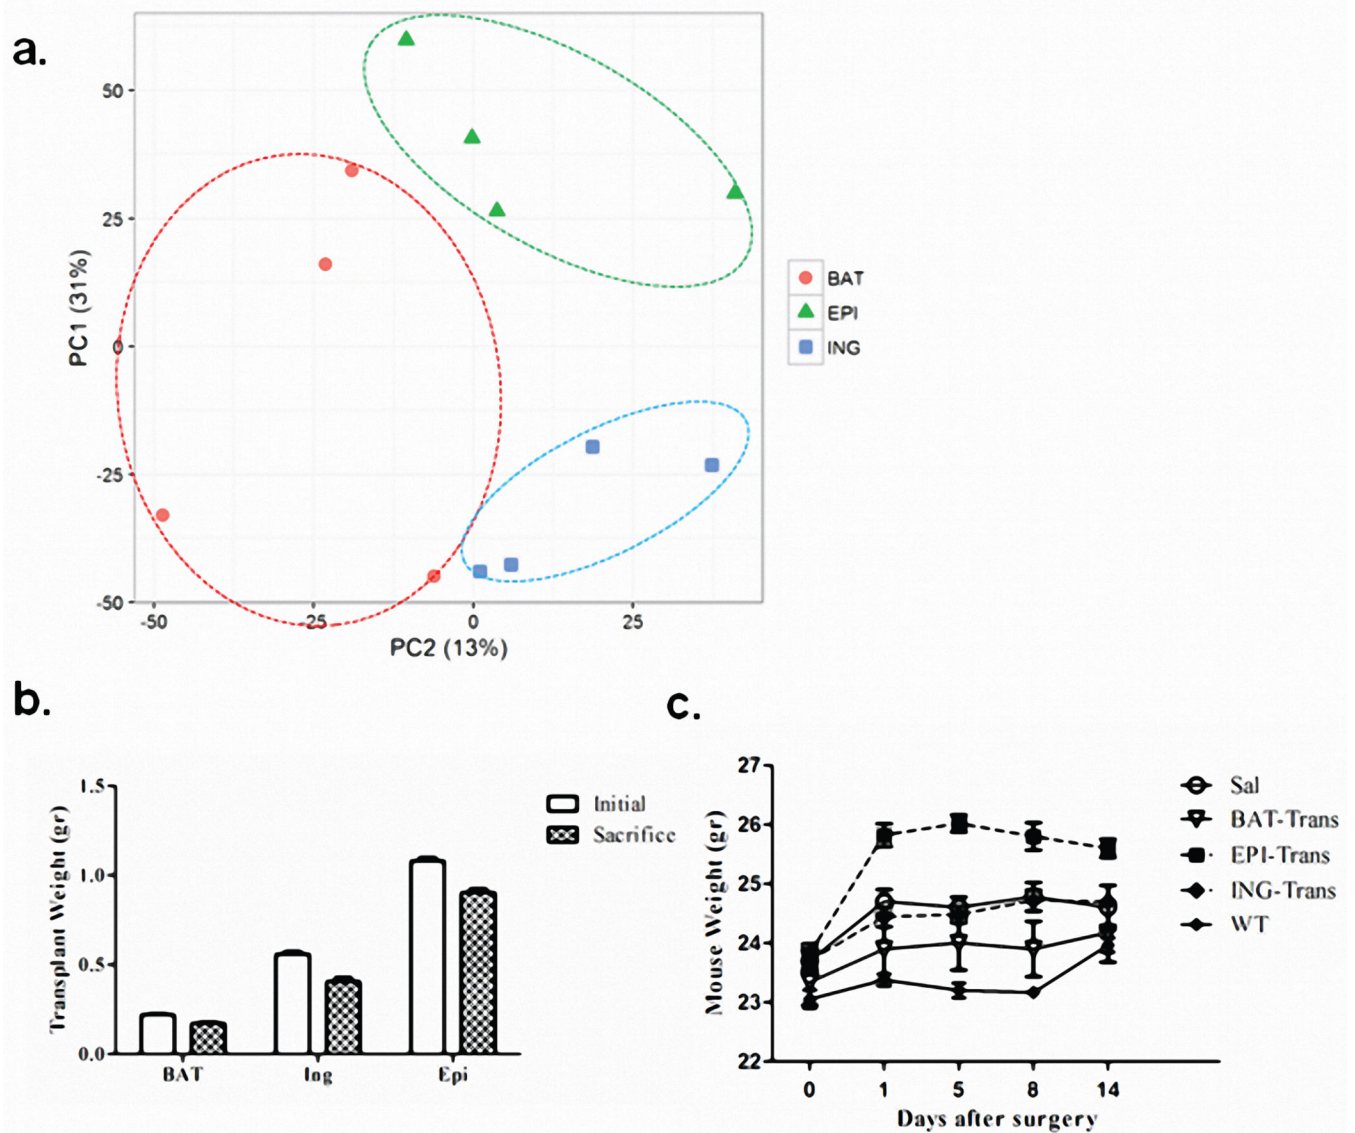 a.
50
25
0
-25
-50
PC1 (31%)
-50
-25
0
25
PC2 (13%)
BAT
EPI
ING
b.
1.5
1.0
0.5
0.0
Transplant Weight (gr)
BAT
Ing
Epi
Initial
Sacrifice
c.
27
26
25
24
23
22
Mouse Weight (gr)
0
1
5
8
14
Days after surgery
Sal
BAT-Trans
EPI-Trans
ING-Trans
WT